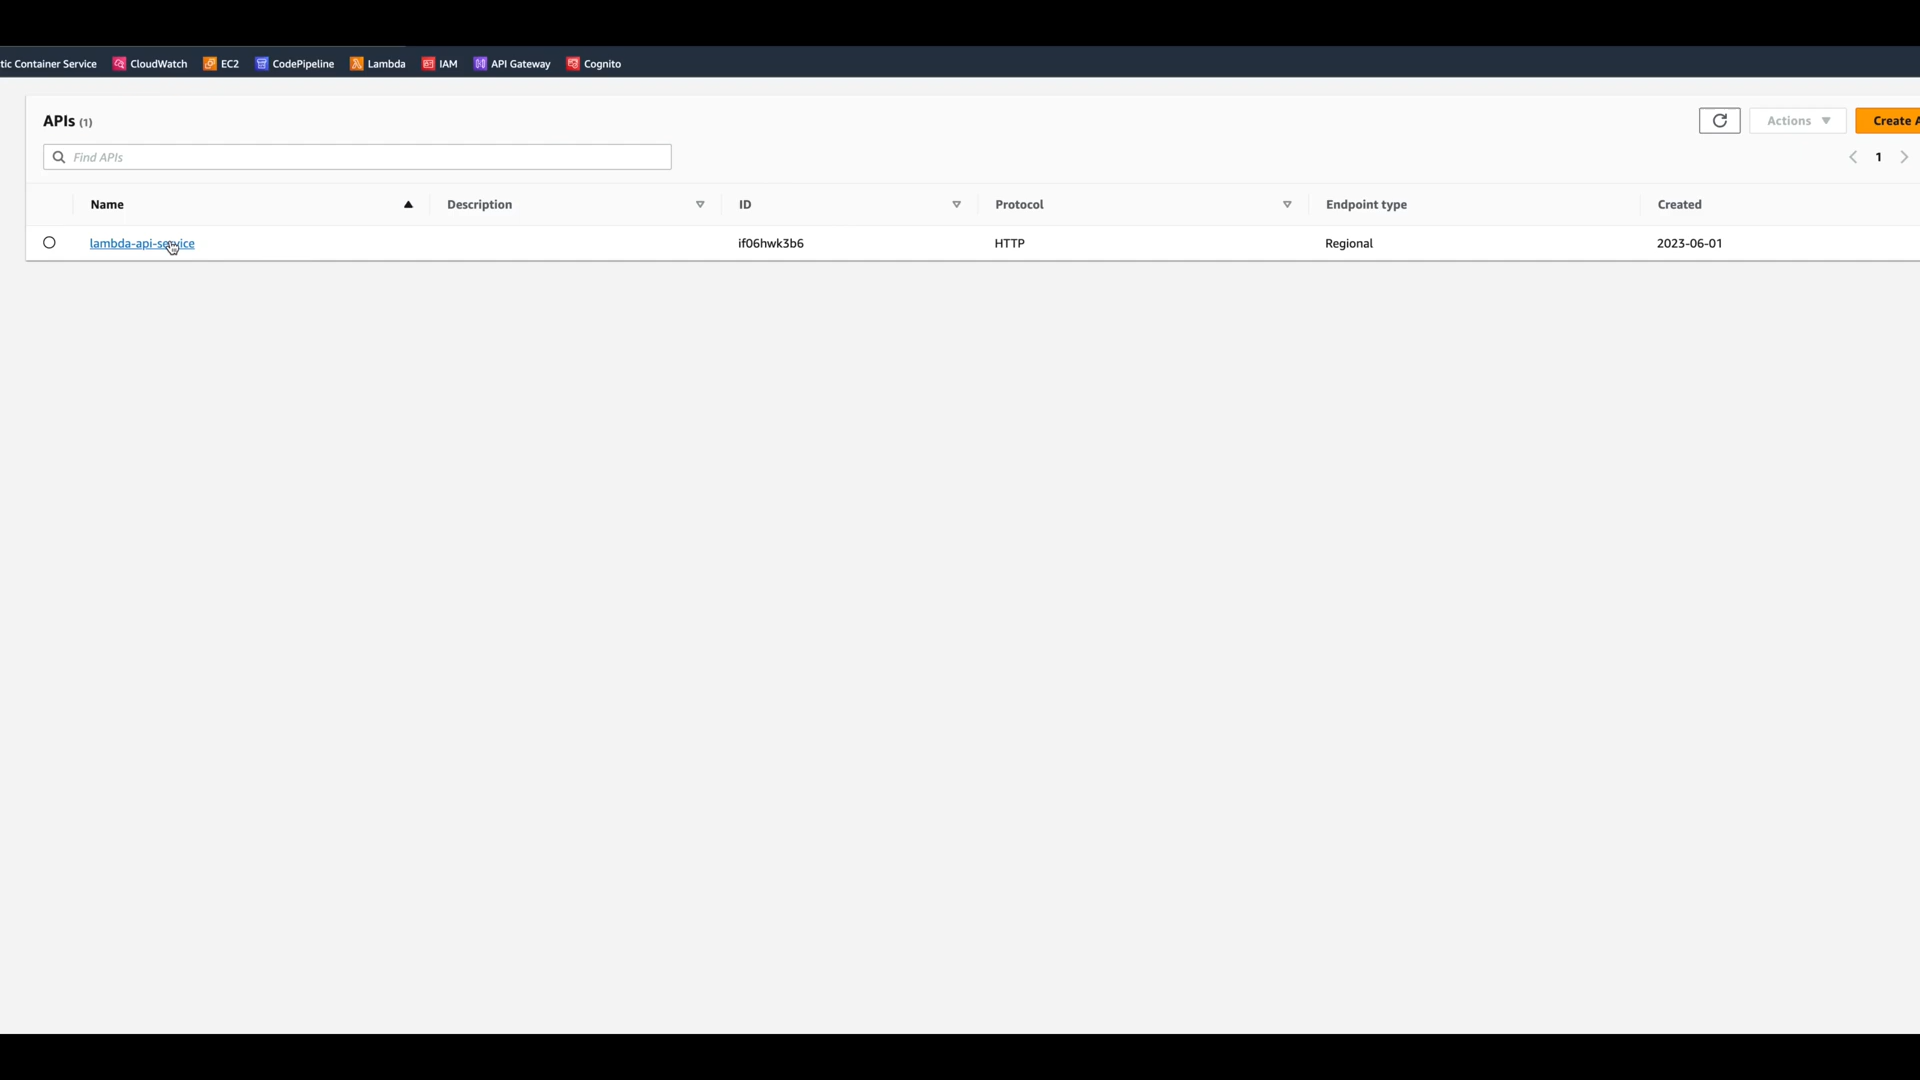 tic Container Service CloudWatch EC2 CodePipeline Lambda IAM API Gateway Cognito
APIs (1)
Actions
Create A
Find APIs
1
Name Description ID Protocol Endpoint type Created
lambda-api-service if06hwk3b6 HTTP Regional 2023-06-01